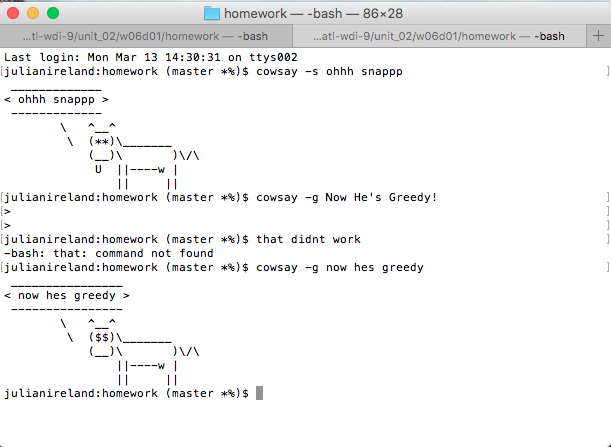 homework — -bash — 86×28
...tl-wdi-9/unit_02/w06d01/homework — -bash
...atl-wdi-9/unit_02/w06d01/homework — -bash +
Last login: Mon Mar 13 14:30:31 on ttys002
[julianireland:homework (master *%)$ cowsay -s ohhh snappp ]
 _____________
< ohhh snappp >
 -------------
        \   ^__^
         \  (**)\_______
            (__)\       )\/\
             U  ||----w |
                ||     ||
[julianireland:homework (master *%)$ cowsay -g Now He's Greedy! ]
[> ]
[> ]
[julianireland:homework (master *%)$ that didnt work ]
-bash: that: command not found
[julianireland:homework (master *%)$ cowsay -g now hes greedy ]
 ________________
< now hes greedy >
 ----------------
        \   ^__^
         \  ($$)\_______
            (__)\       )\/\
                ||----w |
                ||     ||
julianireland:homework (master *%)$